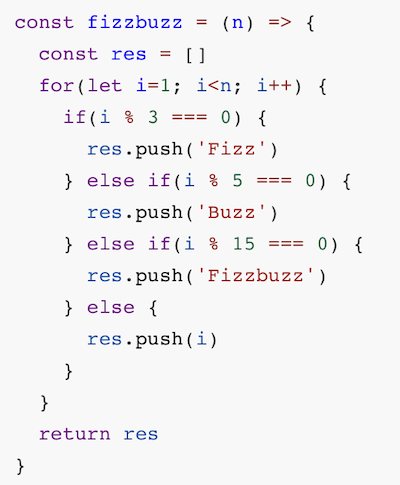 const fizzbuzz = (n) => {
  const res = []
  for(let i=1; i<n; i++) {
    if(i % 3 === 0) {
      res.push('Fizz')
    } else if(i % 5 === 0) {
      res.push('Buzz')
    } else if(i % 15 === 0) {
      res.push('Fizzbuzz')
    } else {
      res.push(i)
    }
  }
  return res
}